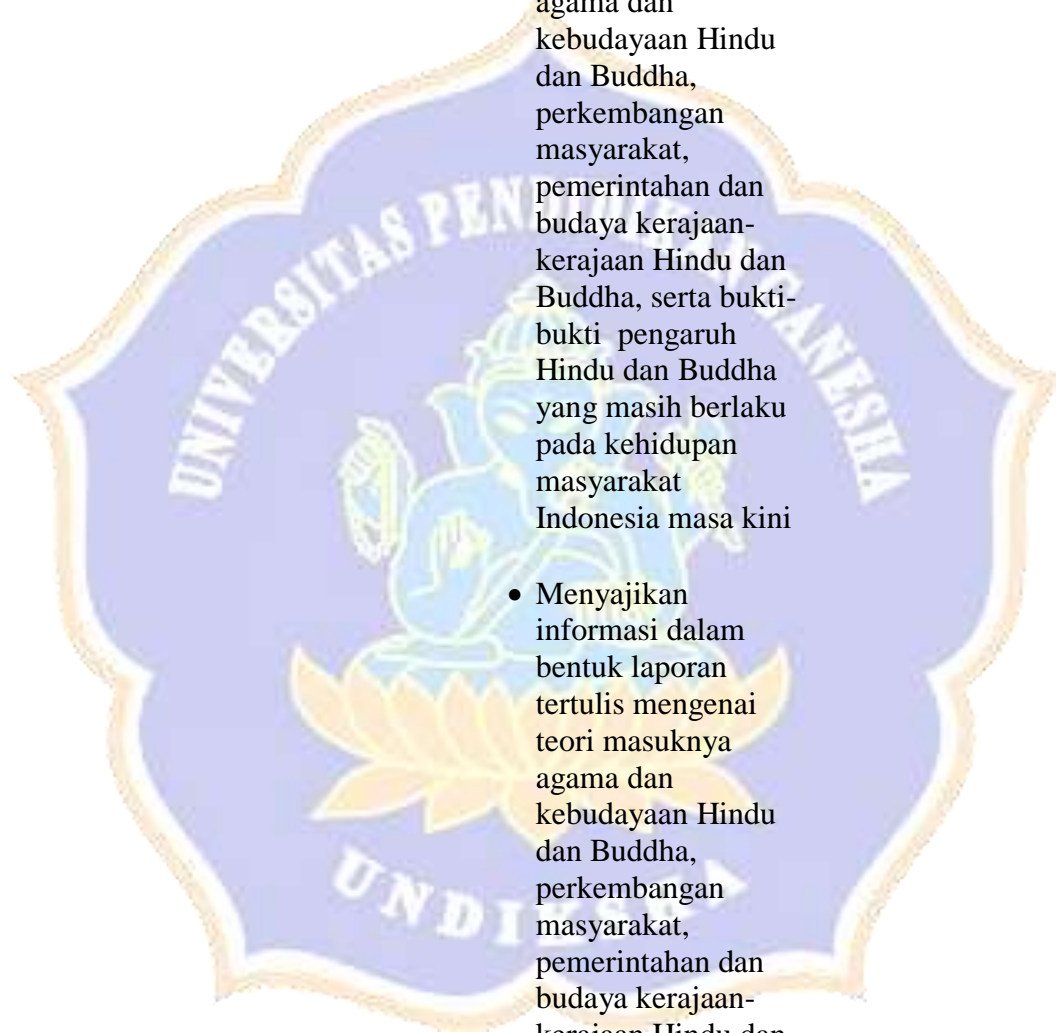 agama dan
kebudayaan Hindu
dan Buddha,
perkembangan
masyarakat,
pemerintahan dan
budaya kerajaan-
kerajaan Hindu dan
Buddha, serta bukti-
bukti pengaruh
Hindu dan Buddha
yang masih berlaku
pada kehidupan
masyarakat
Indonesia masa kini
• Menyajikan
informasi dalam
bentuk laporan
tertulis mengenai
teori masuknya
agama dan
kebudayaan Hindu
dan Buddha,
perkembangan
masyarakat,
pemerintahan dan
budaya kerajaan-
kerajaan Hindu dan
UNIVERSITAS PENDIDIKAN GANESHA
UNDIKSHA